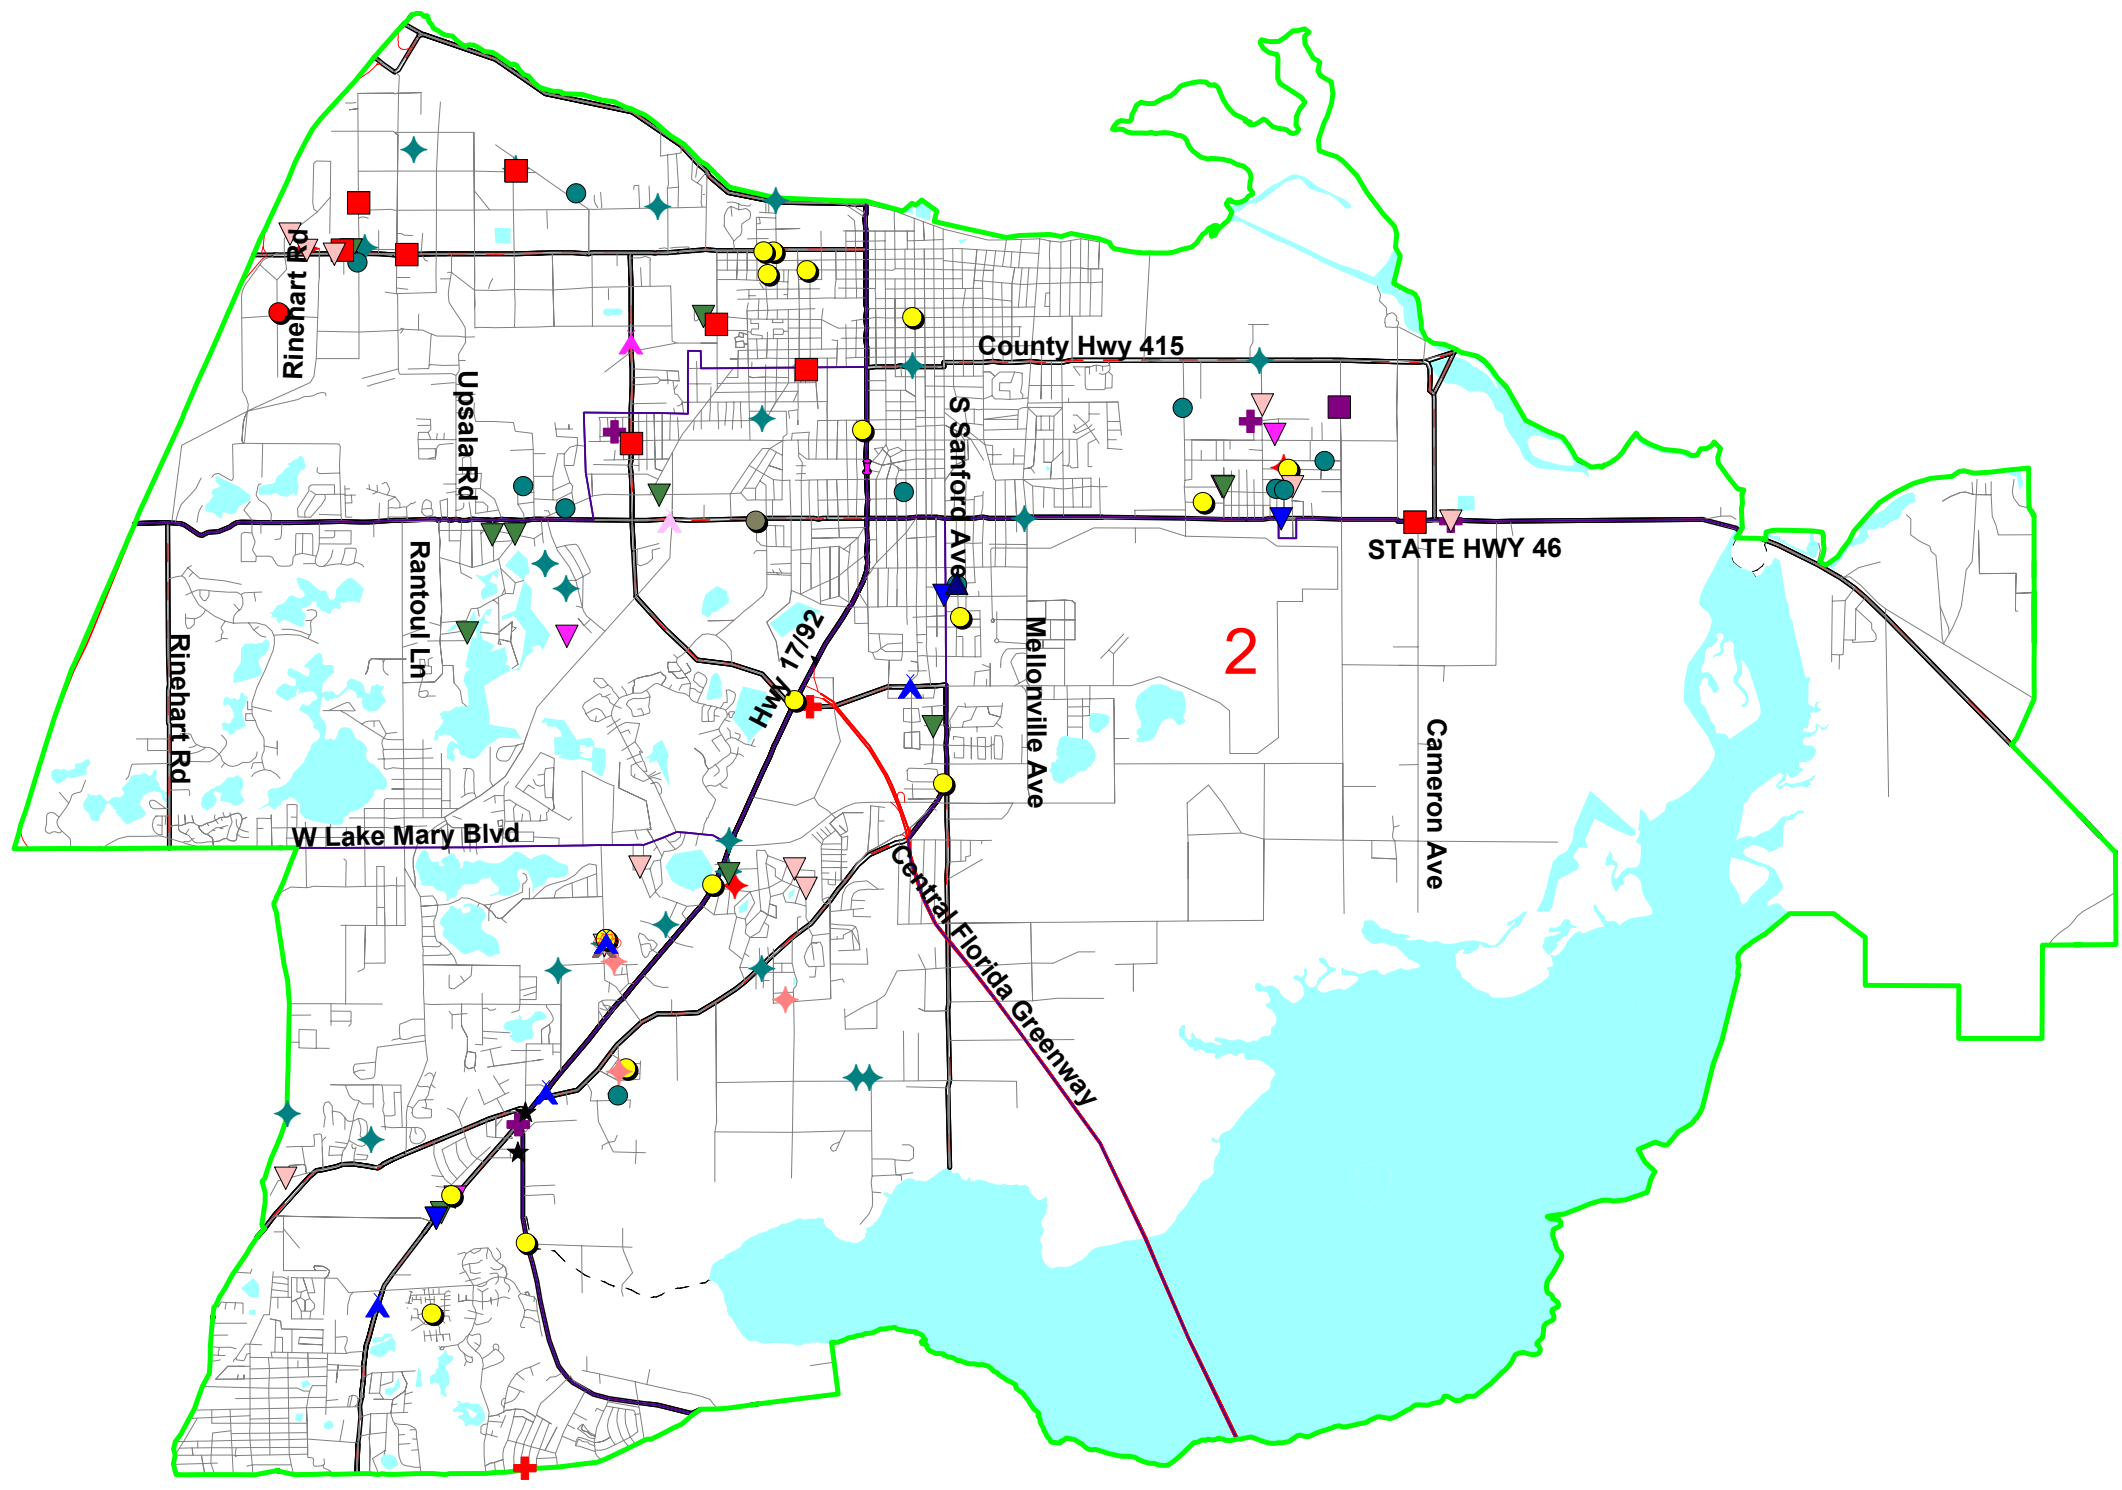 Rinehart Rd
County Hwy 415
Upsala Rd
S Sanford Ave
STATE HWY 46
Rantoul Ln
Hwy 17/92
Mellonville Ave
2
Rinehart Rd
Cameron Ave
W Lake Mary Blvd
Central Florida Greenway